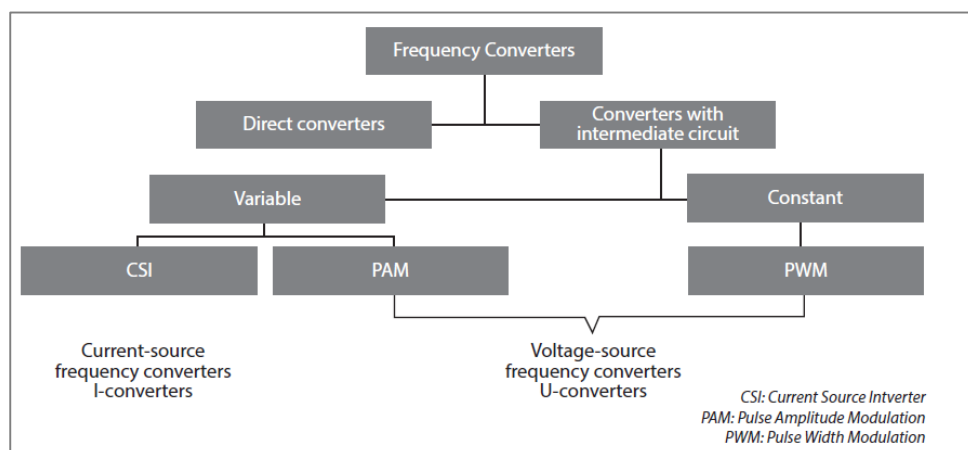 Frequency Converters
Direct converters
Converters with
intermediate circuit
Variable
Constant
CSI
PAM
PWM
Current-source
frequency converters
I-converters
Voltage-source
frequency converters
U-converters
CSI: Current Source Intverter
PAM: Pulse Amplitude Modulation
PWM: Pulse Width Modulation